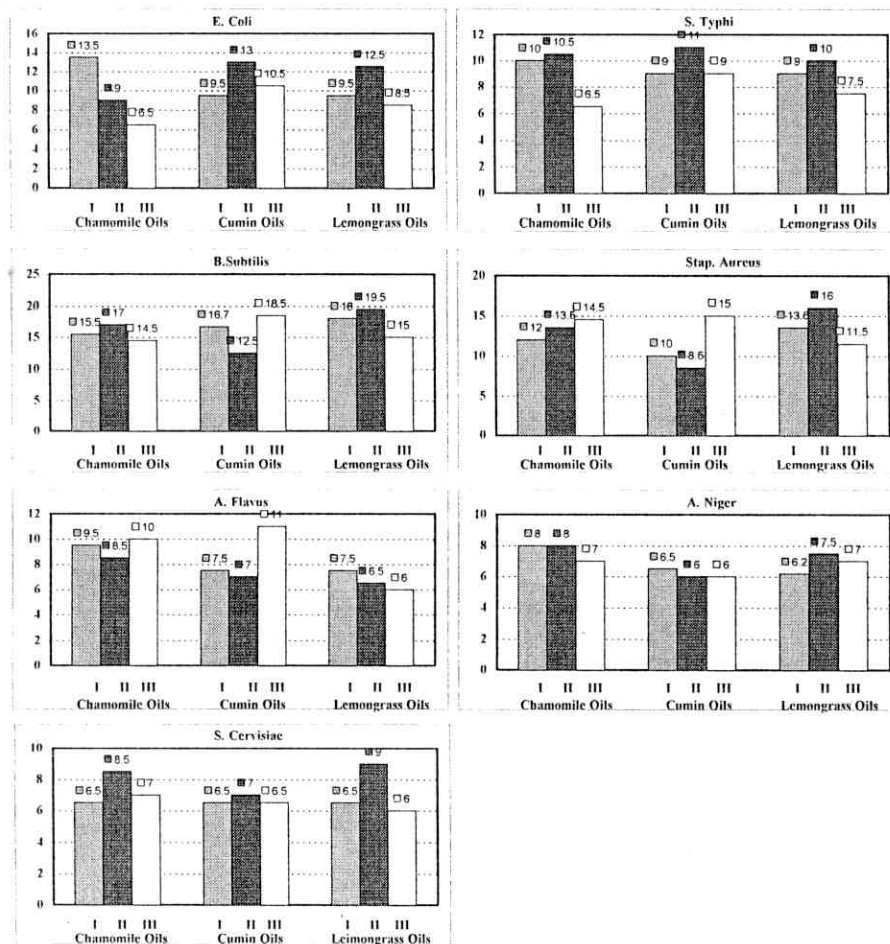 E. Coli
16
14
12
10
8
6
4
2
0
13.5 9 6.5 9.5 13 10.5 9.5 12.5 8.5
I II III I II III I II III
Chamomile Oils Cumin Oils Lemongrass Oils
S. Typhi
12
10
8
6
4
2
0
10 10.5 6.5 9 11 9 9 10 7.5
I II III I II III I II III
Chamomile Oils Cumin Oils Lemongrass Oils
B.Subtilis
25
20
15
10
5
0
15.5 17 14.5 16.7 12.5 18.5 19.5 15
I II III I II III I II III
Chamomile Oils Cumin Oils Lemongrass Oils
Stap. Aureus
20
15
10
5
0
12 14.5 10 15 16 11.5
I II III I II III I II III
Chamomile Oils Cumin Oils Lemongrass Oils
A. Flavus
12
10
8
6
4
2
0
9.5 8.5 10 7.5 7 11 7.5 6.5 6
I II III I II III I II III
Chamomile Oils Cumin Oils Lemongrass Oils
A. Niger
10
8
6
4
2
0
8 8 7 6.5 6 6 6.2 7.5 7
I II III I II III I II III
Chamomile Oils Cumin Oils Lemongrass Oils
S. Cervisiae
10
8
6
4
2
0
6.5 8.5 7 6.5 7 6.5 6.5 9 6
I II III I II III I II III
Chamomile Oils Cumin Oils Leimongrass Oils